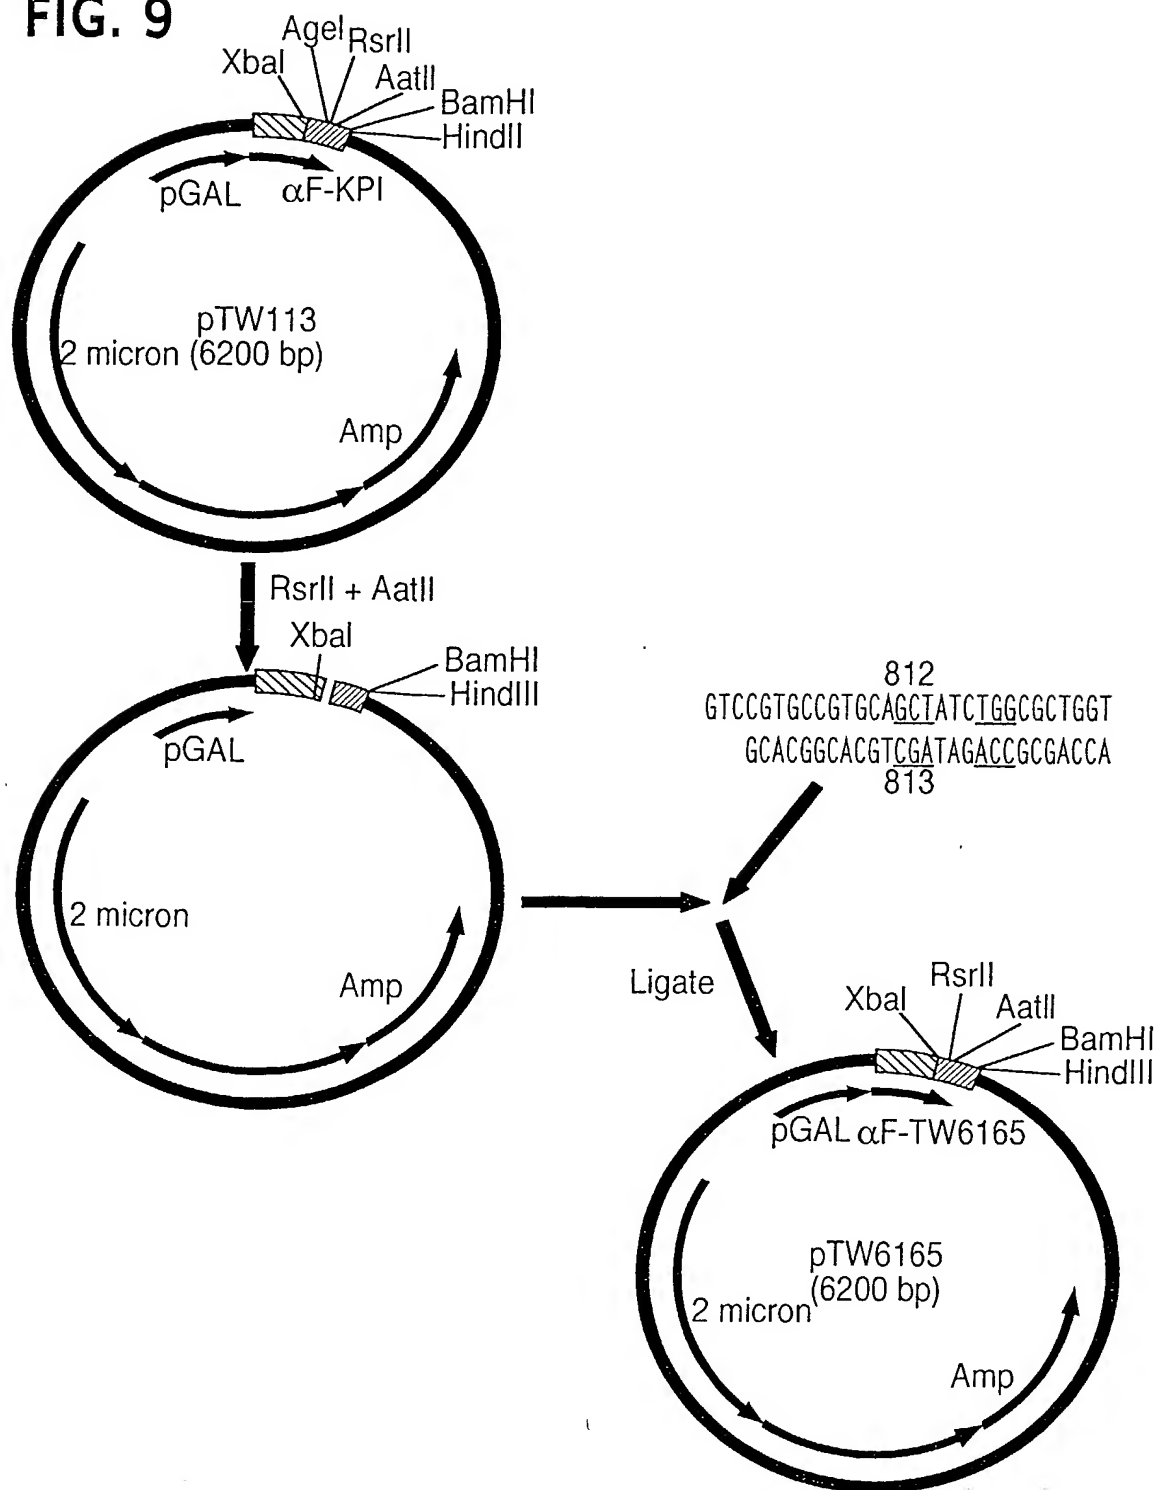 FIG. 9
AgeI
RsrII
XbaI
AatII
BamHI
HindII
pGAL
αF-KPI
pTW113
2 micron (6200 bp)
Amp
RsrII + AatII
XbaI
BamHI
HindIII
pGAL
812
GTCCGTGCCGTGCAGCTATCTGGCGCTGGT
GCACGGCACGTCGATAGACCGCGACCA
813
2 micron
Amp
Ligate
RsrII
XbaI
AatII
BamHI
HindIII
pGAL
αF-TW6165
pTW6165
(6200 bp)
2 micron
Amp